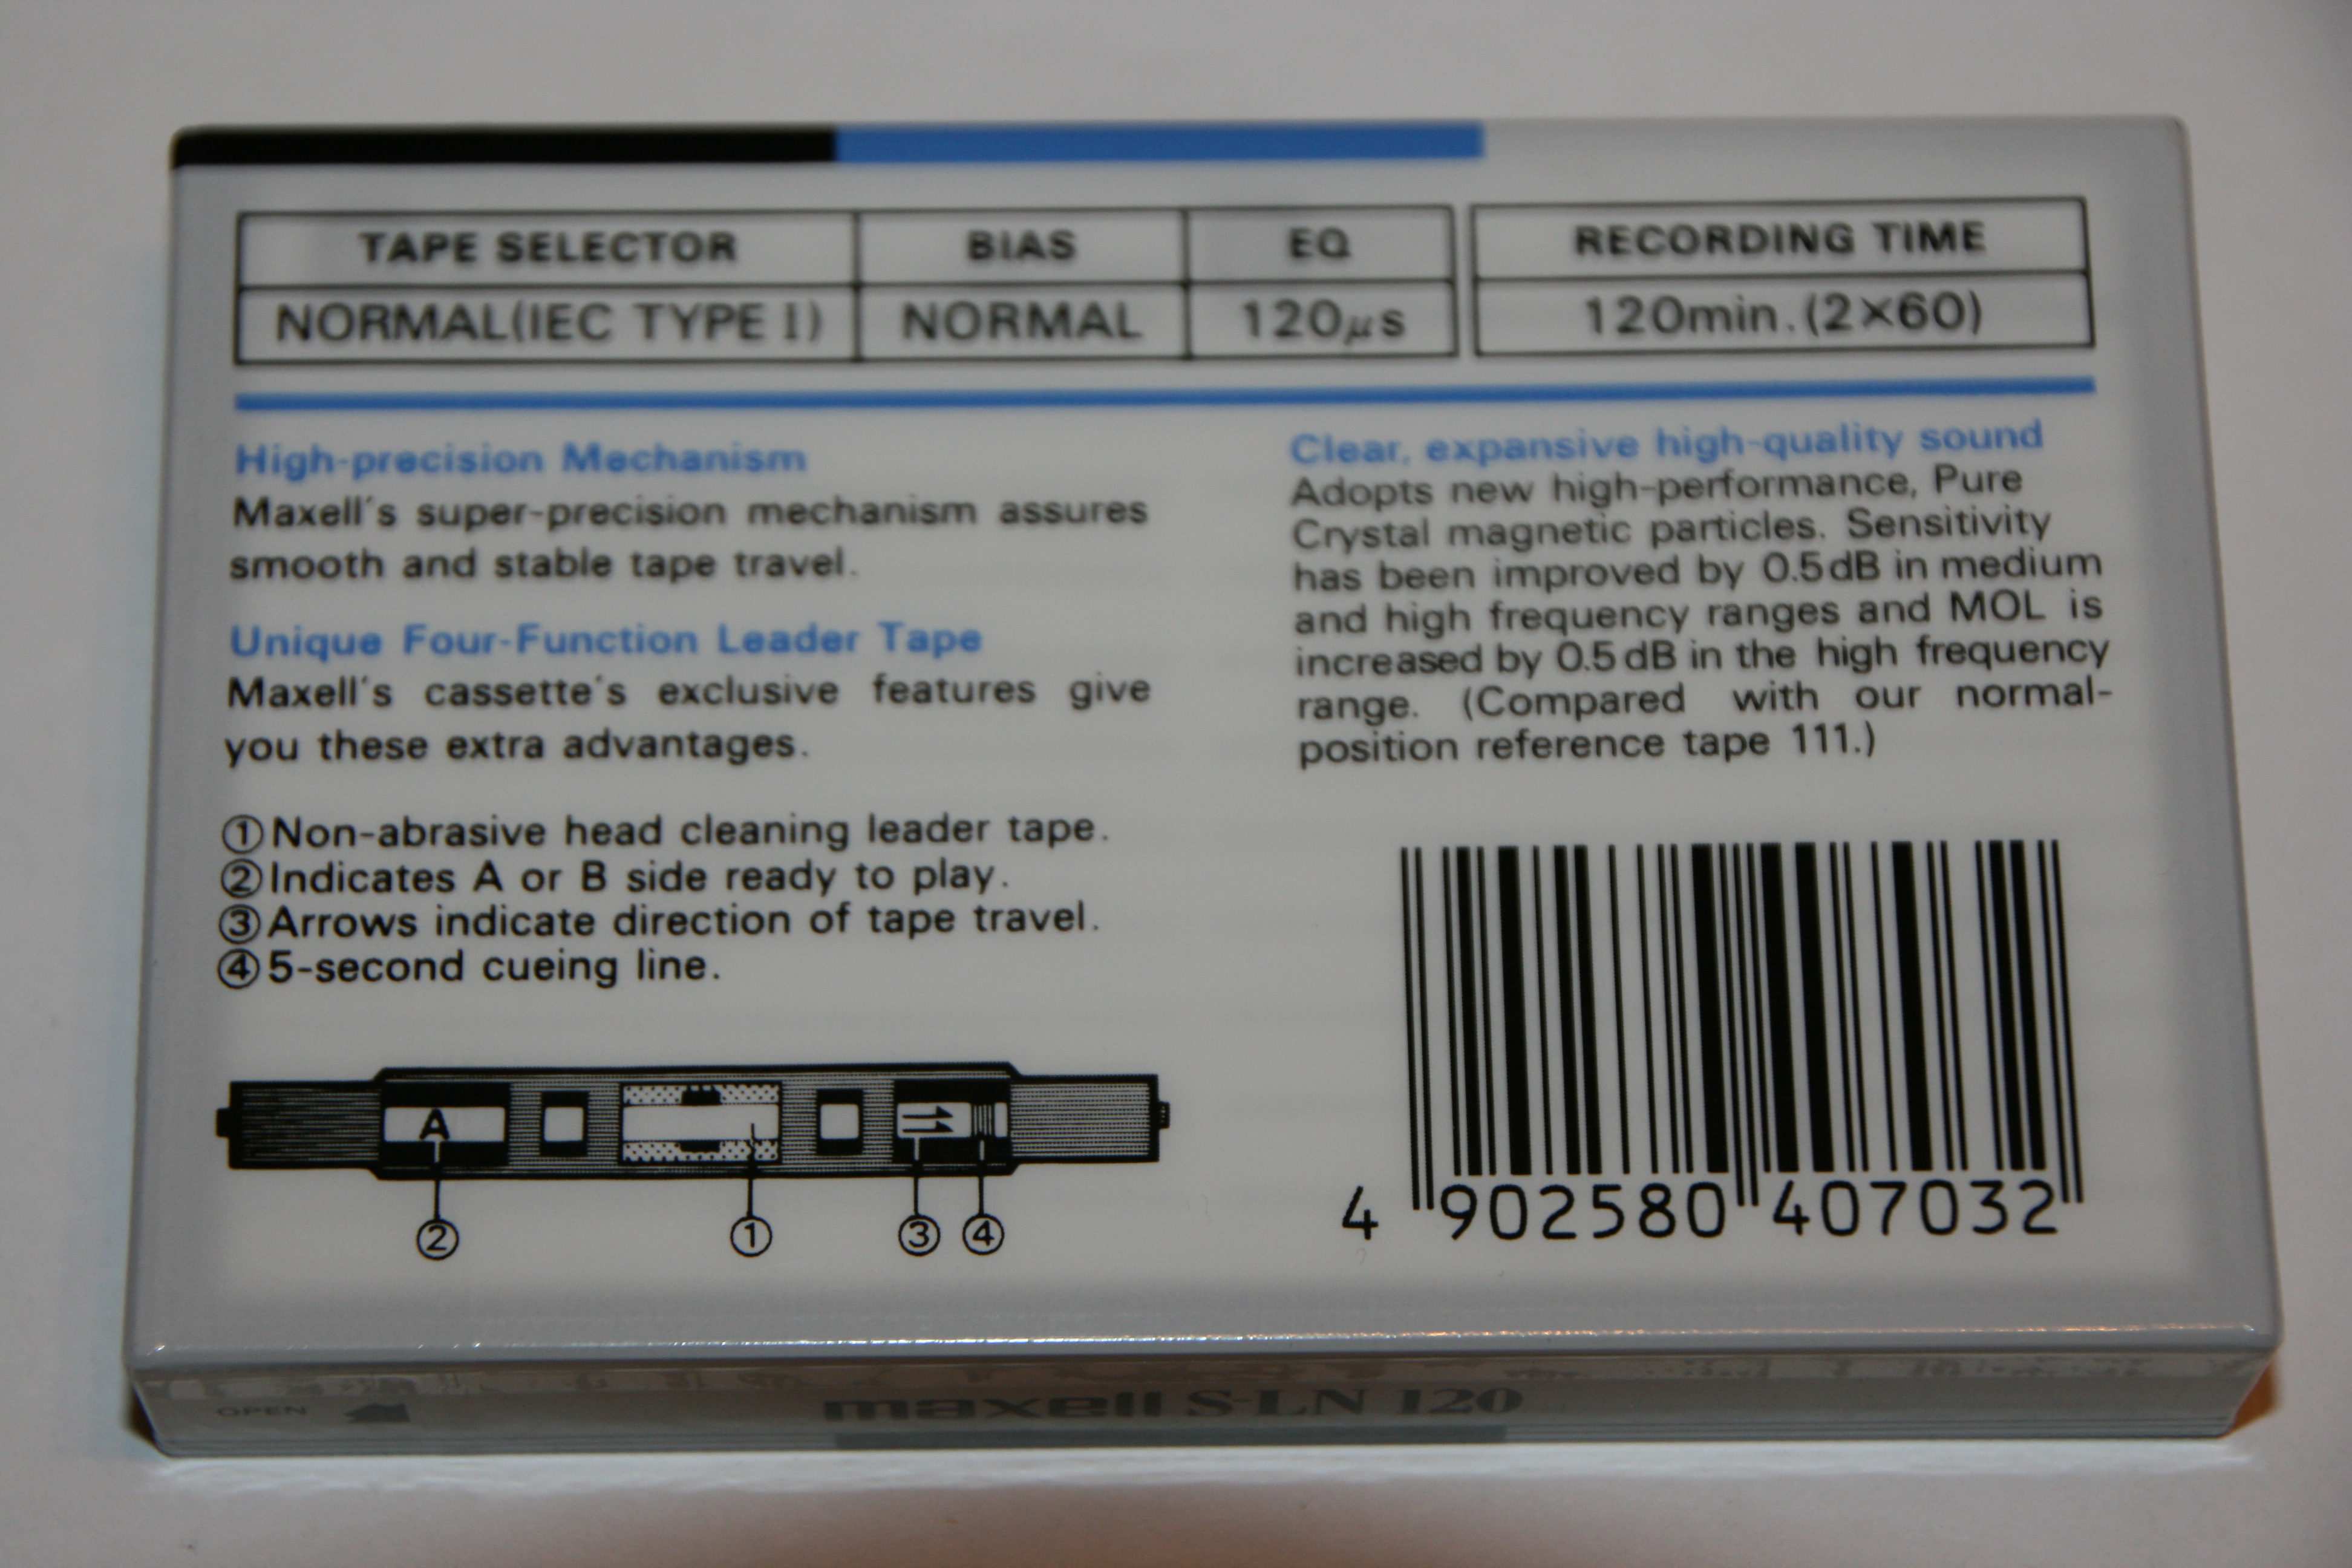 TAPE SELECTOR BIAS EQ RECORDING TIME
NORMAL(IEC TYPE I) NORMAL 120μs 120min.(2×60)
High-precision Mechanism
Maxell's super-precision mechanism assures
smooth and stable tape travel.
Unique Four-Function Leader Tape
Maxell's cassette's exclusive features give
you these extra advantages.
①Non-abrasive head cleaning leader tape.
②Indicates A or B side ready to play.
③Arrows indicate direction of tape travel.
④5-second cueing line.
A
② ① ③ ④
Clear, expansive high-quality sound
Adopts new high-performance, Pure
Crystal magnetic particles. Sensitivity
has been improved by 0.5dB in medium
and high frequency ranges and MOL is
increased by 0.5dB in the high frequency
range. (Compared with our normal-
position reference tape 111.)
4 902580 407032
OPEN maxell S-LN 120